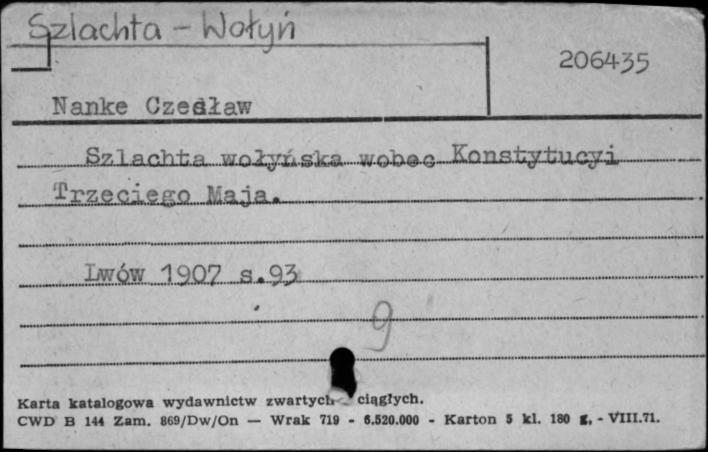 Szlachta - Wołyń
206435
Nanke Czesław
Szlachta wołyńska wobec Konstytucyi
Trzeciego Maja.
Lwów 1907 s.93
9
Karta katalogowa wydawnictw zwartych ciągłych.
CWD B 144 Zam. 869/Dw/On — Wrak 719 - 6.520.000 - Karton 5 kl. 180 g. - VIII.71.